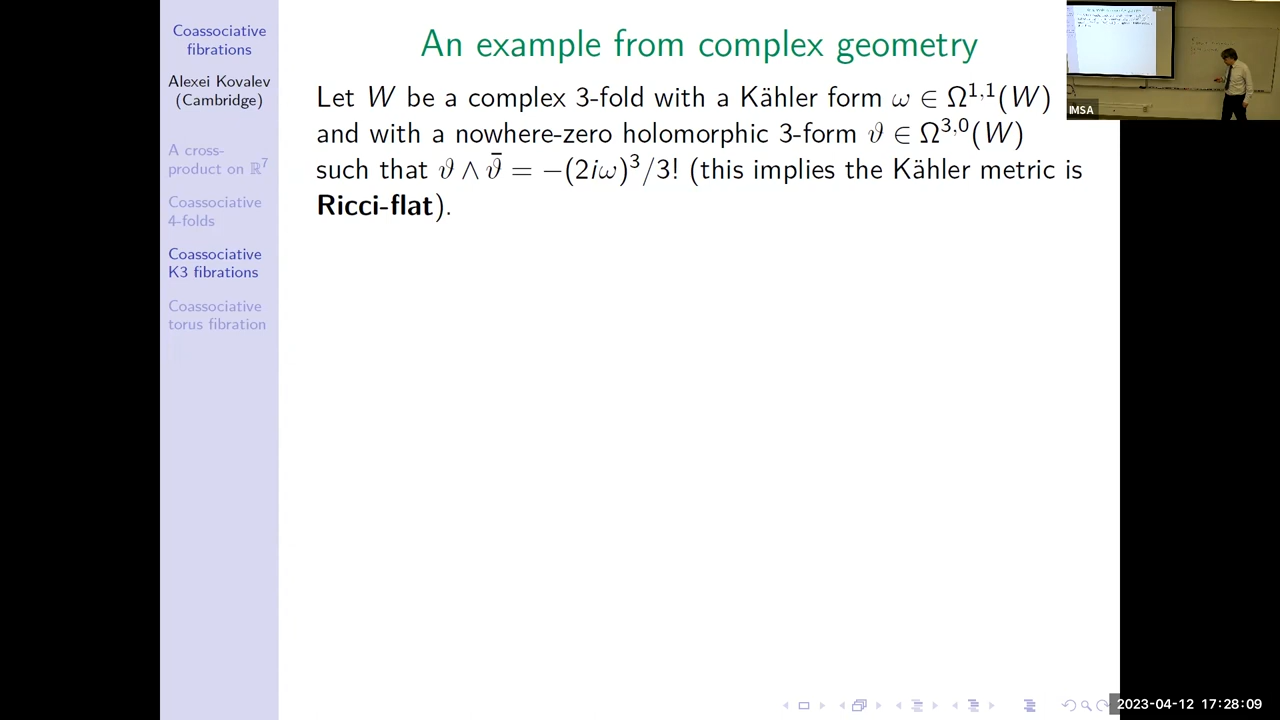 Coassociative
fibrations
Alexei Kovalev
(Cambridge)
A cross-
product on ℝ⁷
Coassociative
4-folds
Coassociative
K3 fibrations
Coassociative
torus fibration
An example from complex geometry
Let W be a complex 3-fold with a Kähler form ω ∈ Ω¹,¹(W)
and with a nowhere-zero holomorphic 3-form ϑ ∈ Ω³,⁰(W)
such that ϑ ∧ ϑ̄ = −(2iω)³/3! (this implies the Kähler metric is
Ricci-flat).
IMSA
2023-04-12 17:28:09